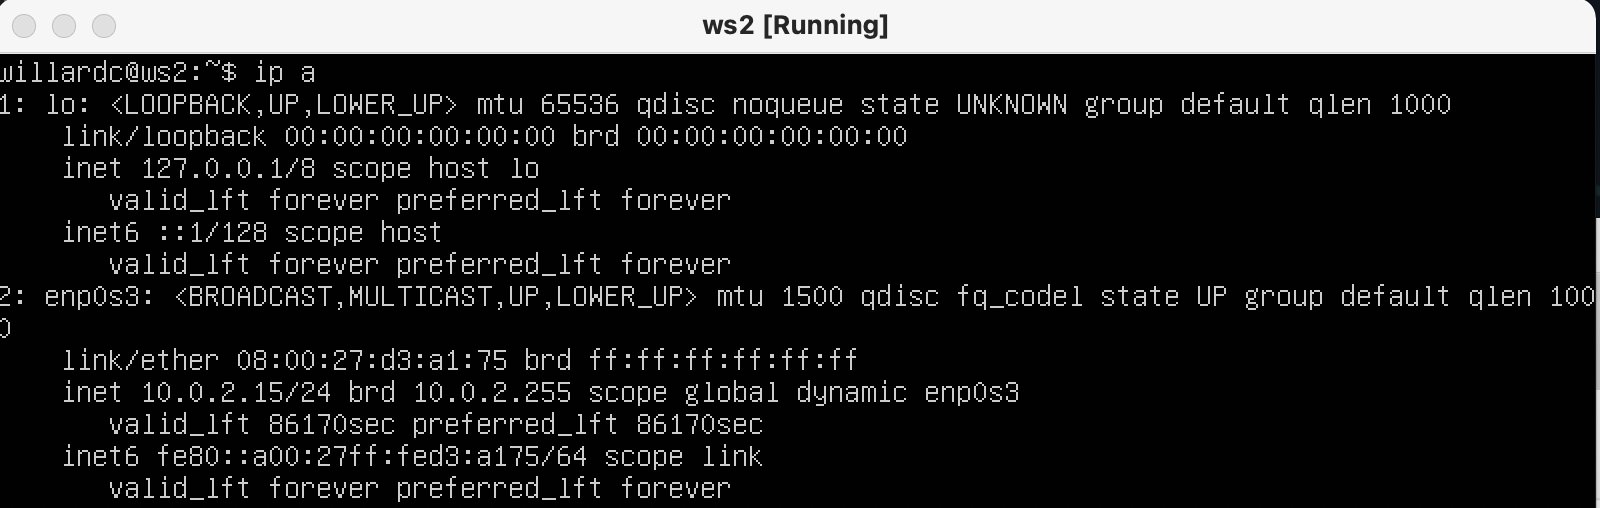 ws2 [Running]
willardc@ws2:~$ ip a
1: lo: <LOOPBACK,UP,LOWER_UP> mtu 65536 qdisc noqueue state UNKNOWN group default qlen 1000
    link/loopback 00:00:00:00:00:00 brd 00:00:00:00:00:00
    inet 127.0.0.1/8 scope host lo
       valid_lft forever preferred_lft forever
    inet6 ::1/128 scope host
       valid_lft forever preferred_lft forever
2: enp0s3: <BROADCAST,MULTICAST,UP,LOWER_UP> mtu 1500 qdisc fq_codel state UP group default qlen 100
0
    link/ether 08:00:27:d3:a1:75 brd ff:ff:ff:ff:ff:ff
    inet 10.0.2.15/24 brd 10.0.2.255 scope global dynamic enp0s3
       valid_lft 86170sec preferred_lft 86170sec
    inet6 fe80::a00:27ff:fed3:a175/64 scope link
       valid_lft forever preferred_lft forever